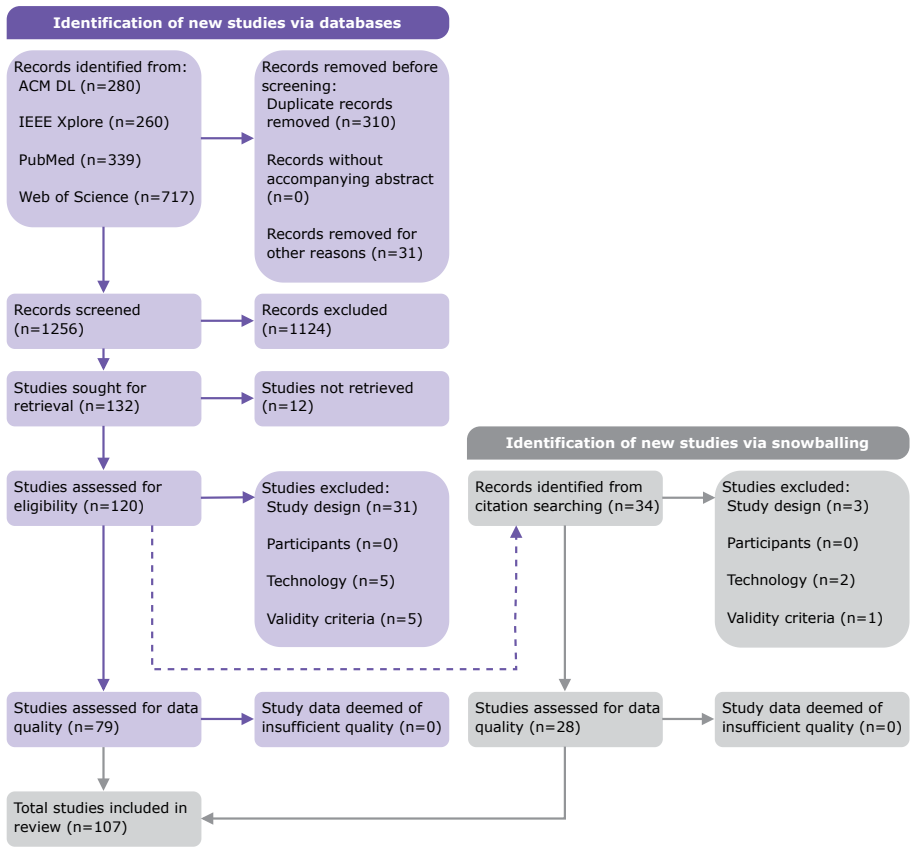 Identification of new studies via databases
Records identified from:
ACM DL (n=280)
IEEE Xplore (n=260)
PubMed (n=339)
Web of Science (n=717)
Records removed before
screening:
Duplicate records
removed (n=310)
Records without
accompanying abstract
(n=0)
Records removed for
other reasons (n=31)
Records screened
(n=1256)
Records excluded
(n=1124)
Studies sought for
retrieval (n=132)
Studies not retrieved
(n=12)
Identification of new studies via snowballing
Studies assessed for
eligibility (n=120)
Studies excluded:
Study design (n=31)
Participants (n=0)
Technology (n=5)
Validity criteria (n=5)
Records identified from
citation searching (n=34)
Studies excluded:
Study design (n=3)
Participants (n=0)
Technology (n=2)
Validity criteria (n=1)
Studies assessed for data
quality (n=79)
Study data deemed of
insufficient quality (n=0)
Studies assessed for data
quality (n=28)
Study data deemed of
insufficient quality (n=0)
Total studies included in
review (n=107)